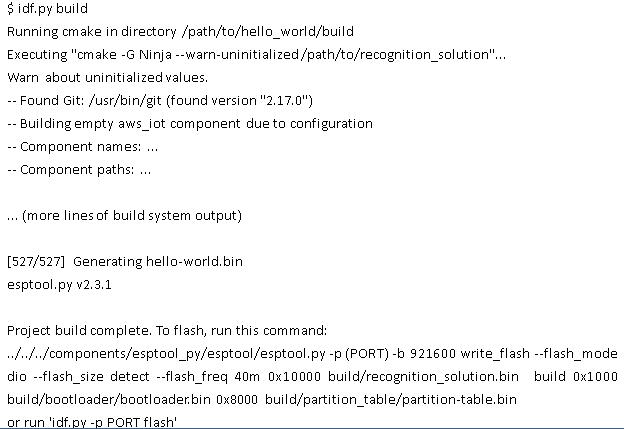 $ idf.py build
Running cmake in directory /path/to/hello_world/build
Executing "cmake -G Ninja --warn-uninitialized /path/to/recognition_solution"...
Warn about uninitialized values.
-- Found Git: /usr/bin/git (found version "2.17.0")
-- Building empty aws_iot component due to configuration
-- Component names: ...
-- Component paths: ...
... (more lines of build system output)
[527/527] Generating hello-world.bin
esptool.py v2.3.1
Project build complete. To flash, run this command:
../../../components/esptool_py/esptool/esptool.py -p (PORT) -b 921600 write_flash --flash_mode
dio --flash_size detect --flash_freq 40m 0x10000 build/recognition_solution.bin build 0x1000
build/bootloader/bootloader.bin 0x8000 build/partition_table/partition-table.bin
or run 'idf.py -p PORT flash'